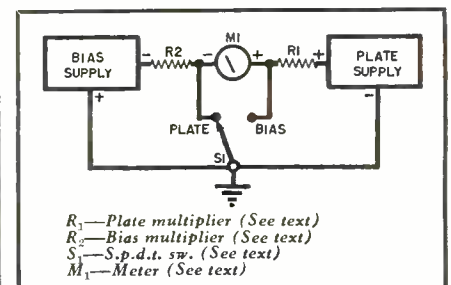 M1
BIAS SUPPLY
- R2 - + R1 +
PLATE SUPPLY
+
-
PLATE BIAS
S1
R₁—Plate multiplier (See text)
R₂—Bias multiplier (See text)
S₁—S.p.d.t. sw. (See text)
M₁—Meter (See text)